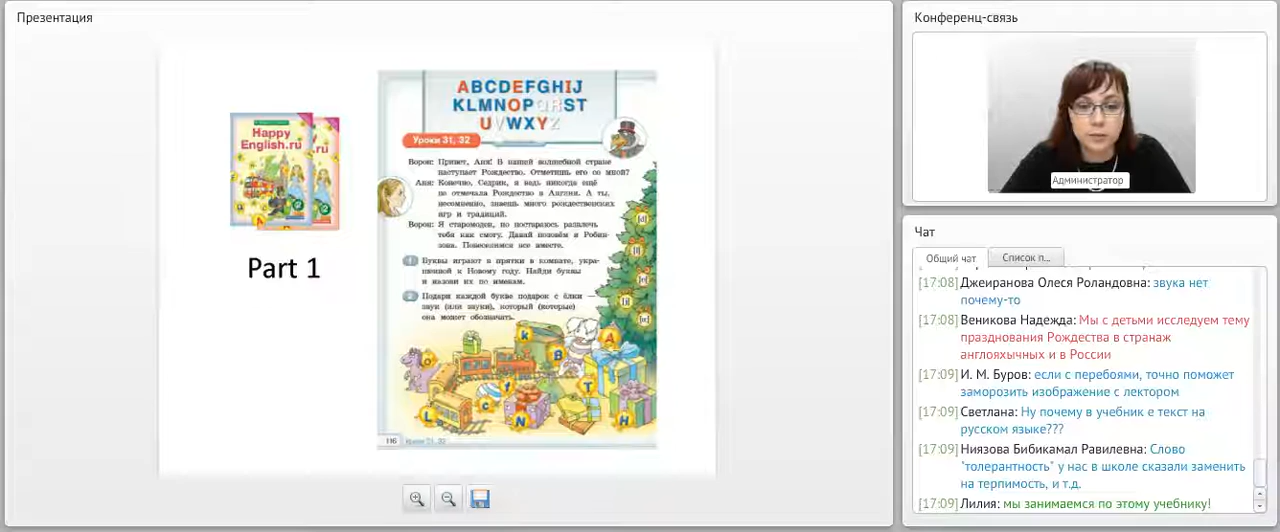 Презентация
ABCDEFGHIJ
KLMNOPQRST
UVWXYZ
Уроки 31, 32
Happy
English.ru
Part 1
Ворон: Привет, Аня! В нашей волшебной стране
наступает Рождество. Отметишь его со мной?
Аня: Конечно, Седрик, я ведь никогда ещё
не отмечала Рождество в Англии. А ты,
несомненно, знаешь много рождественских
игр и традиций.
Ворон: Я старомоден, но постараюсь развлечь
тебя как смогу. Давай позовём и Робин-
зона. Повеселимся все вместе.
1 Буквы играют в прятки в комнате, укра-
шенной к Новому году. Найди буквы
и назови их по именам.
2 Подари каждой букве подарок с ёлки —
звук (или звуки), который (которые)
она может обозначать.
k
B
A
f
T
c
L
N
H
116 Уроки 31, 32
Конференц-связь
Администратор
Чат
Общий чат
Список п...
[17:08] Джеиранова Олеся Роландовна: звука нет
почему-то
[17:08] Веникова Надежда: Мы с детьми исследуем тему
празднования Рождества в странаж
англояхычных и в России
[17:09] И. М. Буров: если с перебоями, точно поможет
заморозить изображение с лектором
[17:09] Светлана: Ну почему в учебник е текст на
русском языке???
[17:09] Ниязова Бибикамал Равилевна: Слово
"толерантность" у нас в школе сказали заменить
на терпимость, и т.д.
[17:09] Лилия: мы занимаемся по этому учебнику!